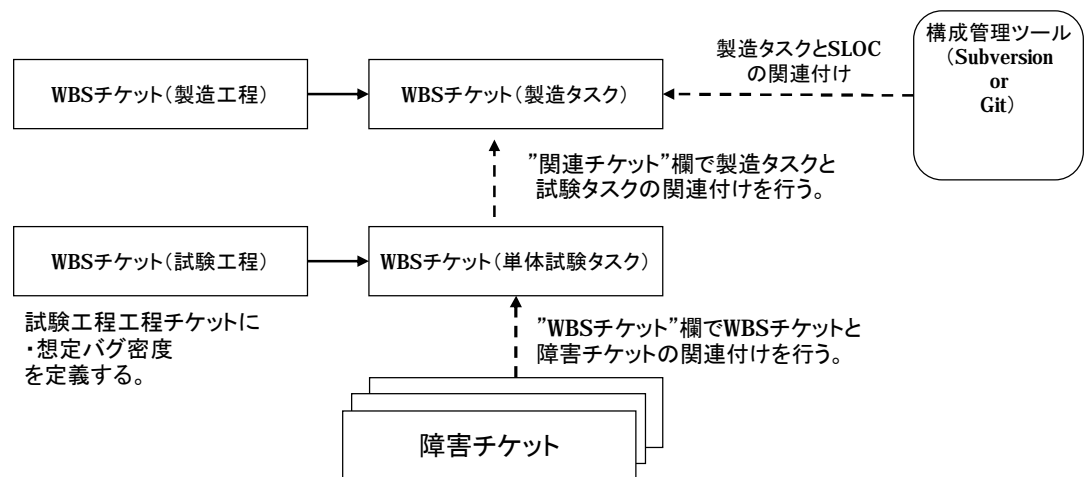 構成管理ツール
（Subversion
or
Git）
製造タスクとSLOC
の関連付け
WBSチケット（製造工程）
WBSチケット（製造タスク）
”関連チケット”欄で製造タスクと
試験タスクの関連付けを行う。
WBSチケット（試験工程）
WBSチケット（単体試験タスク）
試験工程工程チケットに
・想定バグ密度
を定義する。
”WBSチケット”欄でWBSチケットと
障害チケットの関連付けを行う。
障害チケット